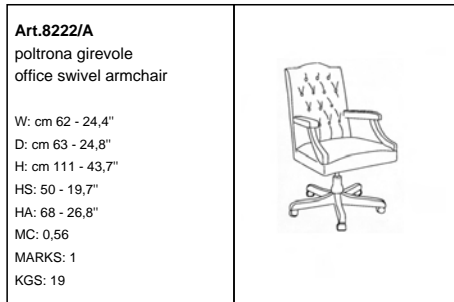 Art.8222/A
poltrona girevole
office swivel armchair
W: cm 62 - 24,4"
D: cm 63 - 24,8"
H: cm 111 - 43,7"
HS: 50 - 19,7"
HA: 68 - 26,8"
MC: 0,56
MARKS: 1
KGS: 19